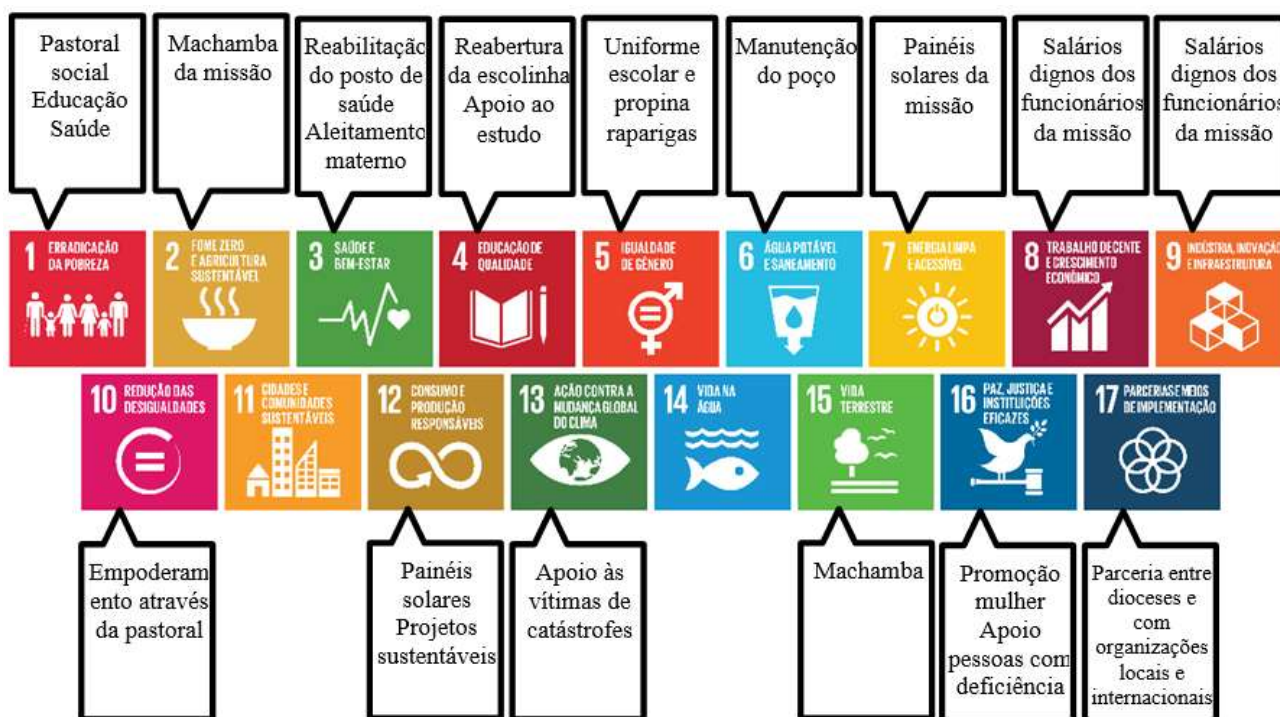 Pastoral
social
Educação
Saúde
Machamba
da missão
Reabilitação
do posto de
saúde
Aleitamento
materno
Reabertura
da escolinha
Apoio ao
estudo
Uniforme
escolar e
propina
raparigas
Manutenção
do poço
Painéis
solares da
missão
Salários
dignos dos
funcionários
da missão
Salários
dignos dos
funcionários
da missão
1 ERRADICAÇÃO
DA POBREZA
2 FOME ZERO
E AGRICULTURA
SUSTENTÁVEL
3 SAÚDE E
BEM-ESTAR
4 EDUCAÇÃO DE
QUALIDADE
5 IGUALDADE
DE GÊNERO
6 ÁGUA POTÁVEL
E SANEAMENTO
7 ENERGIA LIMPA
E ACESSÍVEL
8 TRABALHO DECENTE
E CRESCIMENTO
ECONÔMICO
9 INDÚSTRIA, INOVAÇÃO
E INFRAESTRUTURA
10 REDUÇÃO DAS
DESIGUALDADES
11 CIDADES E
COMUNIDADES
SUSTENTÁVEIS
12 CONSUMO E
PRODUÇÃO
RESPONSÁVEIS
13 AÇÃO CONTRA A
MUDANÇA GLOBAL
DO CLIMA
14 VIDA NA
ÁGUA
15 VIDA
TERRESTRE
16 PAZ, JUSTIÇA E
INSTITUIÇÕES
EFICAZES
17 PARCERIAS E MEIOS
DE IMPLEMENTAÇÃO
Empoderam
ento através
da pastoral
Painéis
solares
Projetos
sustentáveis
Apoio às
vítimas de
catástrofes
Machamba
Promoção
mulher
Apoio
pessoas com
deficiência
Parceria entre
dioceses e
com
organizações
locais e
internacionais